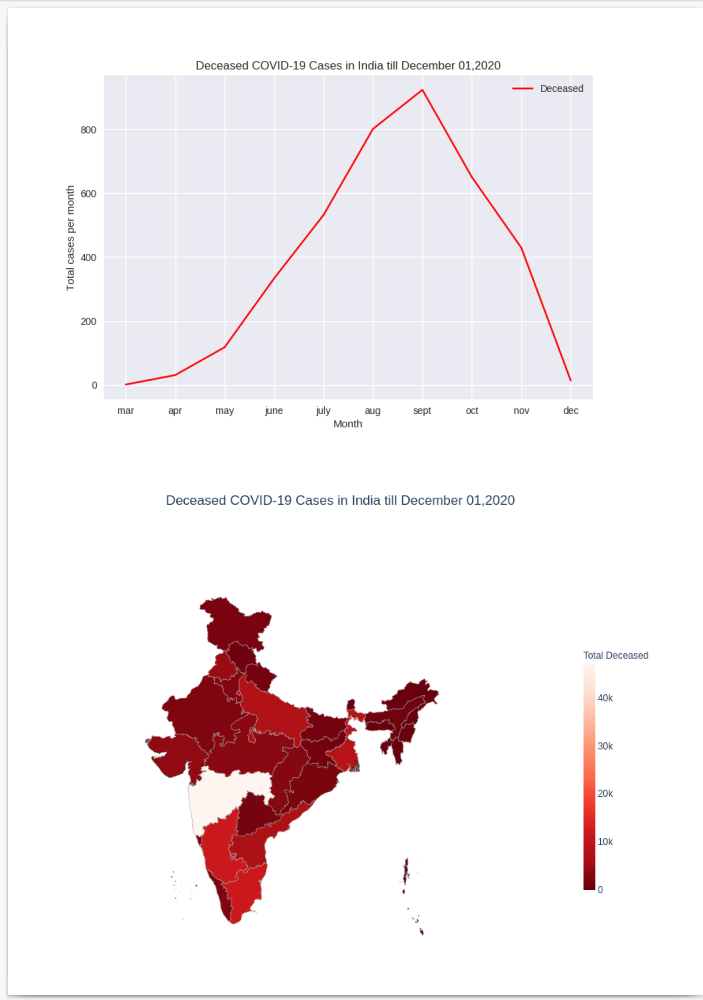 Deceased COVID-19 Cases in India till December 01,2020
Deceased
800
600
400
200
0
Total cases per month
mar apr may june july aug sept oct nov dec
Month
Deceased COVID-19 Cases in India till December 01,2020
Total Deceased
40k
30k
20k
10k
0